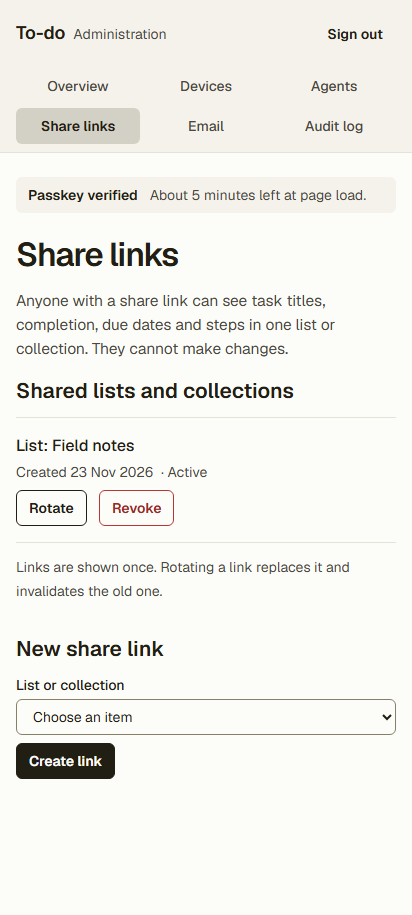 To-do Administration Sign out
Overview Devices Agents
Share links Email Audit log
Passkey verified About 5 minutes left at page load.
Share links
Anyone with a share link can see task titles,
completion, due dates and steps in one list or
collection. They cannot make changes.
Shared lists and collections
List: Field notes
Created 23 Nov 2026 · Active
Rotate Revoke
Links are shown once. Rotating a link replaces it and
invalidates the old one.
New share link
List or collection
Choose an item
Create link